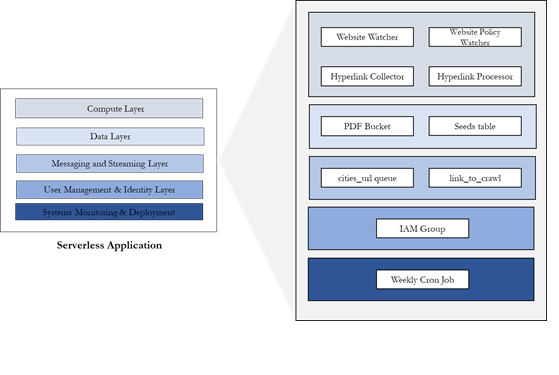 Compute Layer
Data Layer
Messaging and Streaming Layer
User Management & Identity Layer
Systems Monitoring & Deployment
Serverless Application
Website Watcher
Website Policy
Watcher
Hyperlink Collector
Hyperlink Processor
PDF Bucket
Seeds table
cities_url queue
link_to_crawl
IAM Group
Weekly Cron Job